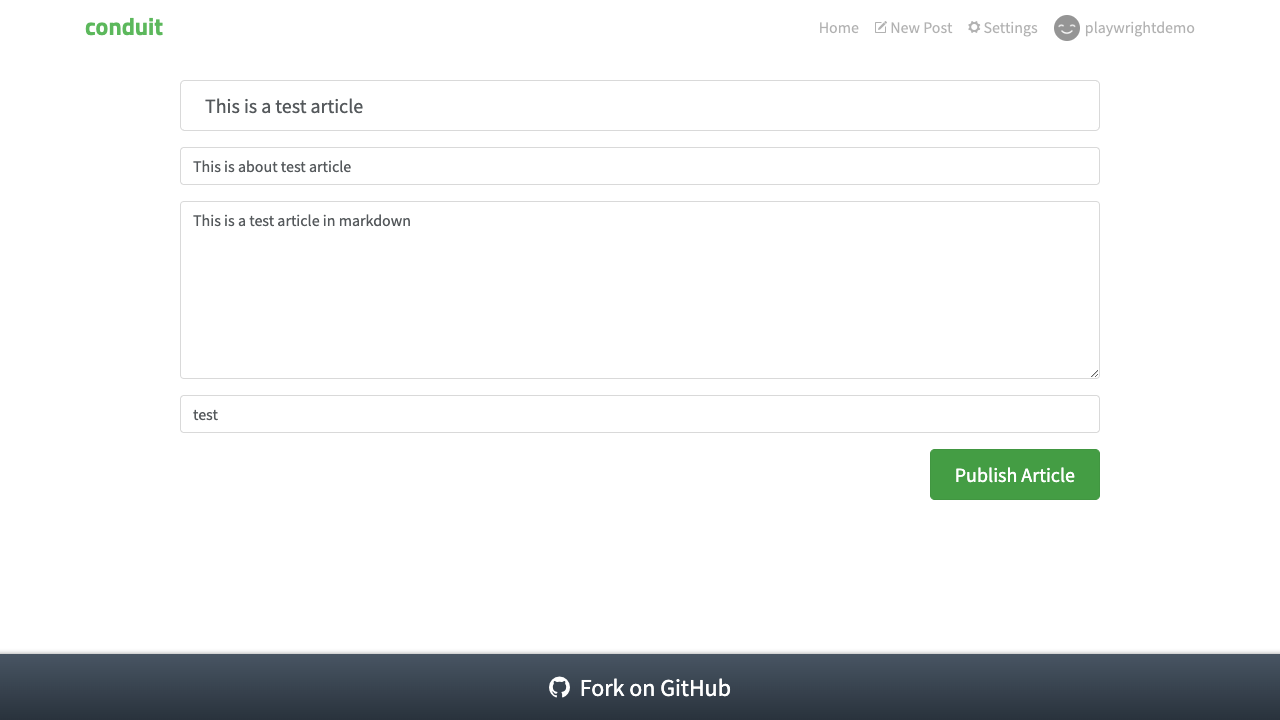 conduit
Home New Post Settings playwrightdemo
This is a test article
This is about test article
This is a test article in markdown
test
Publish Article
Fork on GitHub